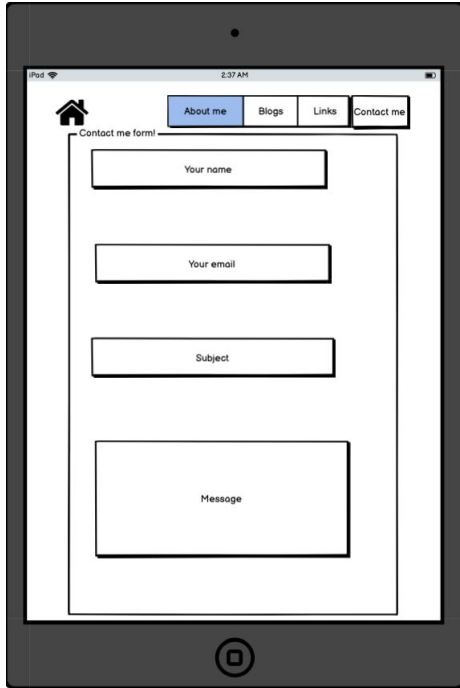 iPad 2:37 AM
About me Blogs Links Contact me
Contact me form!
Your name
Your email
Subject
Message